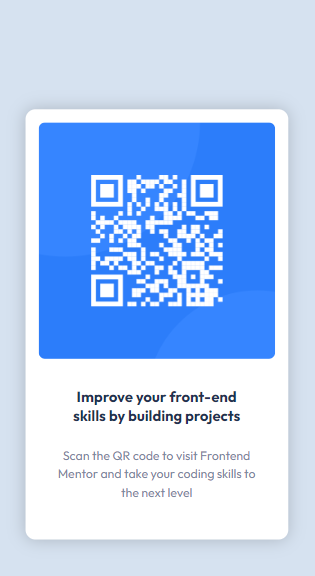 Improve your front-end
skills by building projects
Scan the QR code to visit Frontend
Mentor and take your coding skills to
the next level